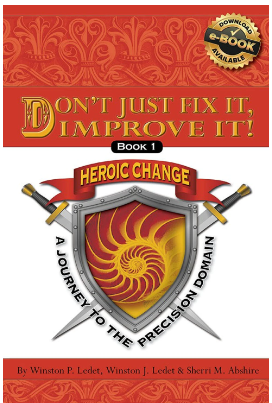 DOWNLOAD
e-BOOK
AVAILABLE
DON'T JUST FIX IT,
IMPROVE IT!
Book 1
HEROIC CHANGE
A JOURNEY TO THE PRECISION DOMAIN
By Winston P. Ledet, Winston J. Ledet & Sherri M. Abshire